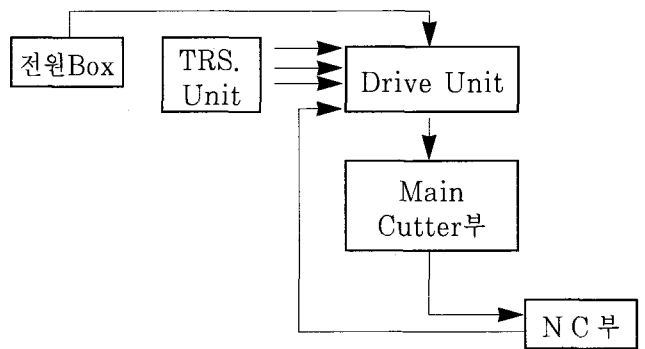 전원Box
TRS.
Unit
Drive Unit
Main
Cutter부
N C 부